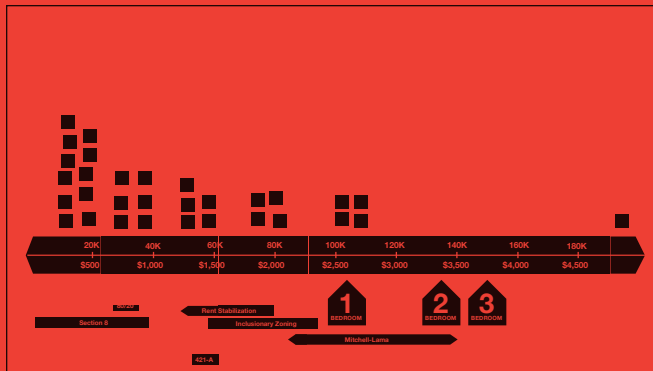 20K 40K 60K 80K 100K 120K 140K 160K 180K
$500 $1,000 $1,500 $2,000 $2,500 $3,000 $3,500 $4,000 $4,500
80/20
Rent Stabilization
Section 8
Inclusionary Zoning
1 2 3
BEDROOM BEDROOM BEDROOM
Mitchell-Lama
421-A